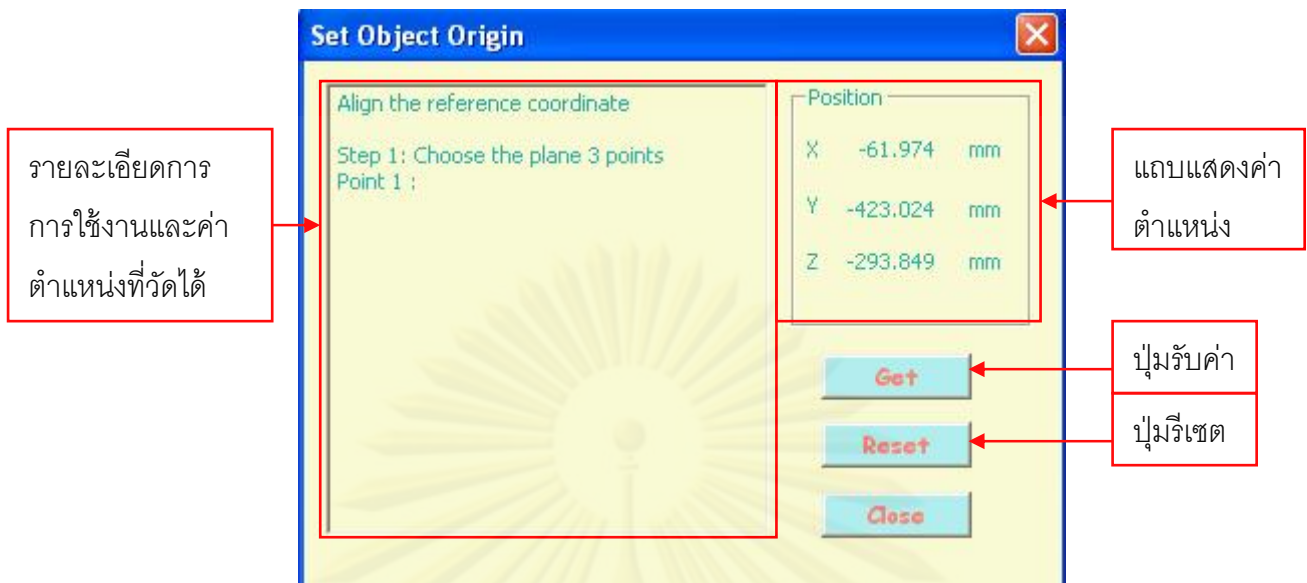 Set Object Origin
รายละเอียดการ
การใช้งานและค่า
ตำแหน่งที่วัดได้
Align the reference coordinate
Step 1: Choose the plane 3 points
Point 1 :
Position
X -61.974 mm
Y -423.024 mm
Z -293.849 mm
แถบแสดงค่า
ตำแหน่ง
Get
ปุ่มรับค่า
Reset
ปุ่มรีเซต
Close